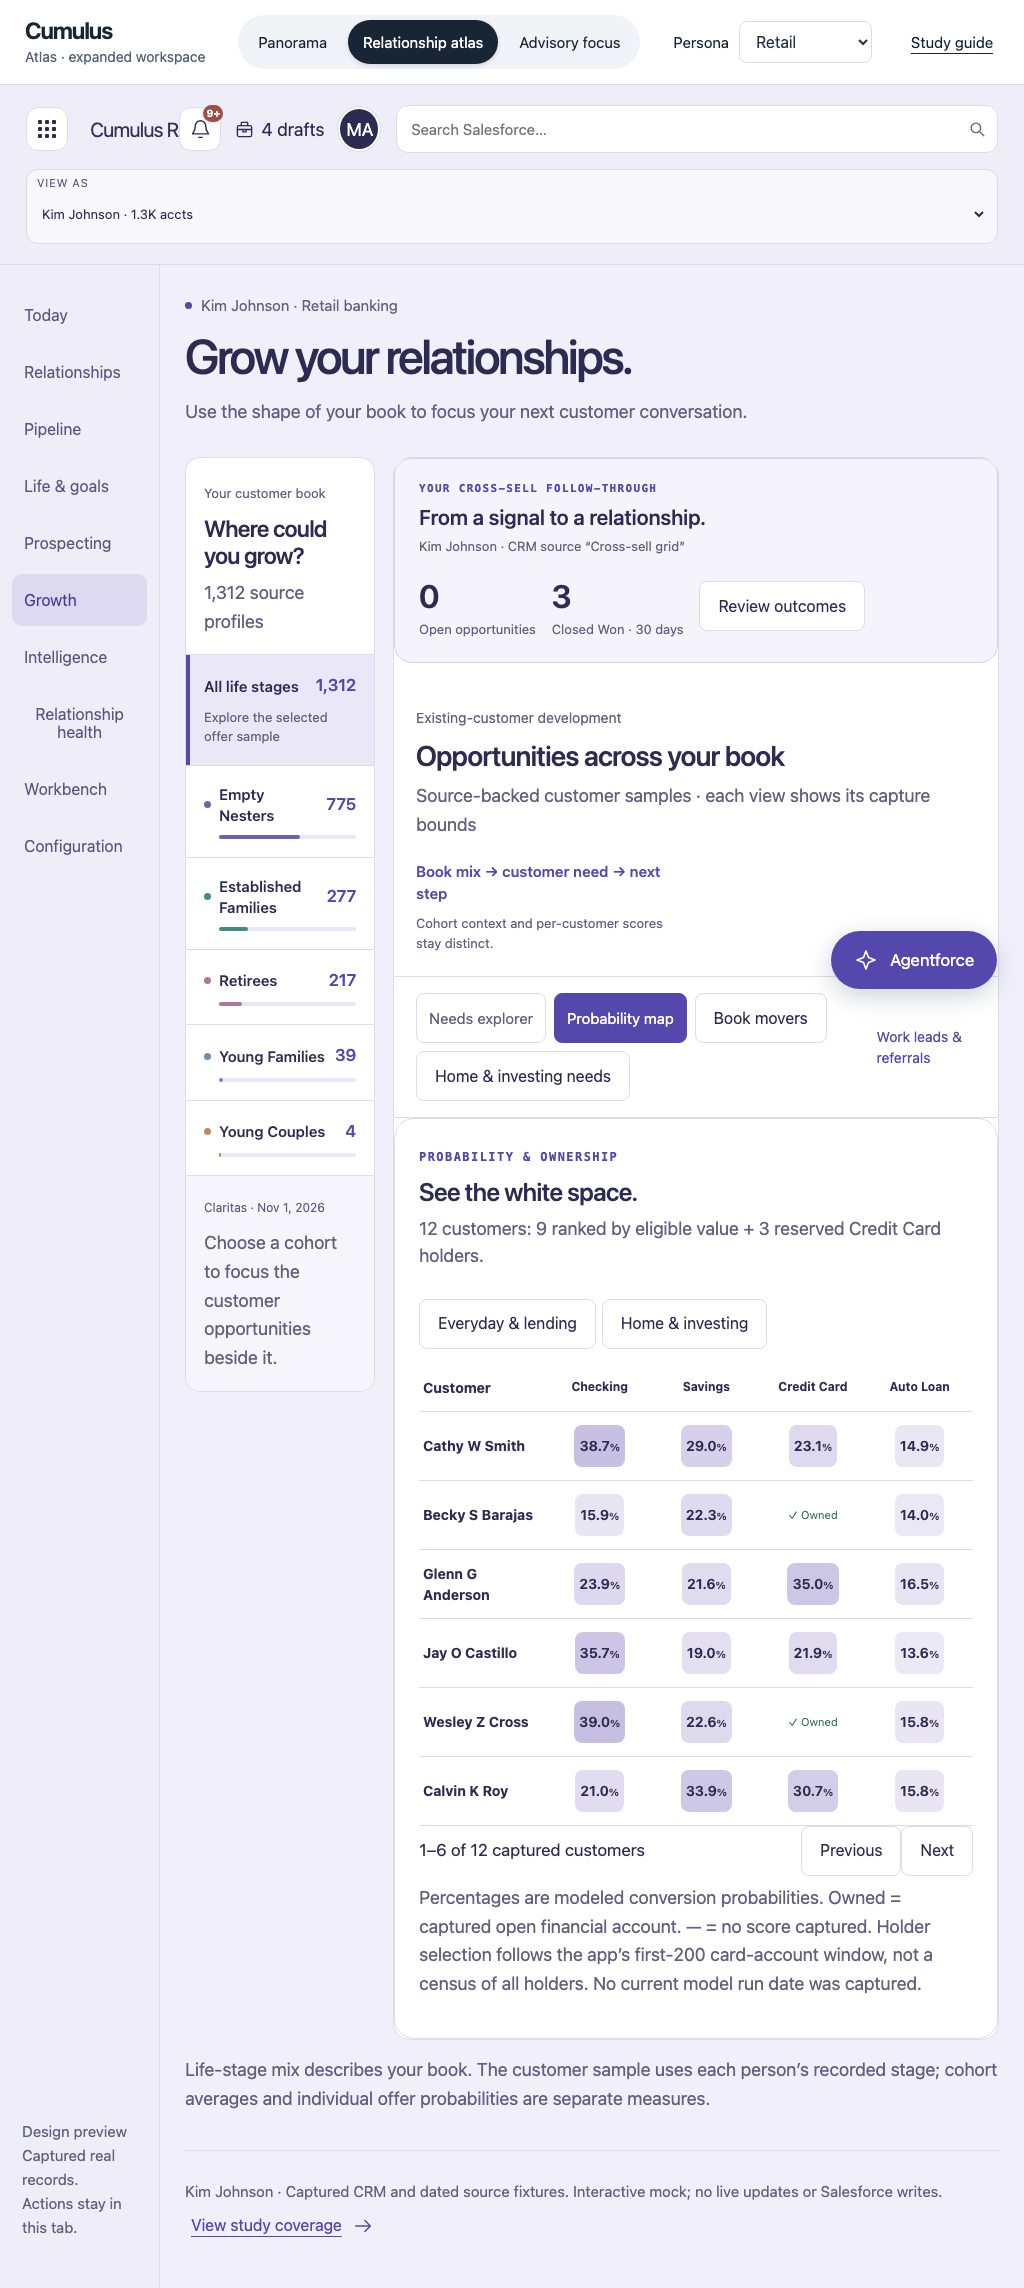 Cumulus
Atlas · expanded workspace
Panorama
Relationship atlas
Advisory focus
Persona
Retail
Study guide
Cumulus R
9+
4 drafts
MA
Search Salesforce...
VIEW AS
Kim Johnson · 1.3K accts
Today
Relationships
Pipeline
Life & goals
Prospecting
Growth
Intelligence
Relationship
health
Workbench
Configuration
Design preview
Captured real
records.
Actions stay in
this tab.
Kim Johnson · Retail banking
Grow your relationships.
Use the shape of your book to focus your next customer conversation.
Your customer book
Where could
you grow?
1,312 source
profiles
All life stages 1,312
Explore the selected
offer sample
Empty
Nesters
775
Established
Families
277
Retirees 217
Young Families 39
Young Couples 4
Claritas · Nov 1, 2026
Choose a cohort
to focus the
customer
opportunities
beside it.
YOUR CROSS-SELL FOLLOW-THROUGH
From a signal to a relationship.
Kim Johnson · CRM source “Cross-sell grid”
0
Open opportunities
3
Closed Won · 30 days
Review outcomes
Existing-customer development
Opportunities across your book
Source-backed customer samples · each view shows its capture
bounds
Book mix → customer need → next
step
Cohort context and per-customer scores
stay distinct.
Agentforce
Needs explorer
Probability map
Book movers
Home & investing needs
Work leads &
referrals
PROBABILITY & OWNERSHIP
See the white space.
12 customers: 9 ranked by eligible value + 3 reserved Credit Card
holders.
Everyday & lending
Home & investing
Customer Checking Savings Credit Card Auto Loan
Cathy W Smith 38.7% 29.0% 23.1% 14.9%
Becky S Barajas 15.9% 22.3% ✓ Owned 14.0%
Glenn G
Anderson
23.9% 21.6% 35.0% 16.5%
Jay O Castillo 35.7% 19.0% 21.9% 13.6%
Wesley Z Cross 39.0% 22.6% ✓ Owned 15.8%
Calvin K Roy 21.0% 33.9% 30.7% 15.8%
1–6 of 12 captured customers
Previous
Next
Percentages are modeled conversion probabilities. Owned =
captured open financial account. — = no score captured. Holder
selection follows the app’s first-200 card-account window, not a
census of all holders. No current model run date was captured.
Life-stage mix describes your book. The customer sample uses each person’s recorded stage; cohort
averages and individual offer probabilities are separate measures.
Kim Johnson · Captured CRM and dated source fixtures. Interactive mock; no live updates or Salesforce writes.
View study coverage →